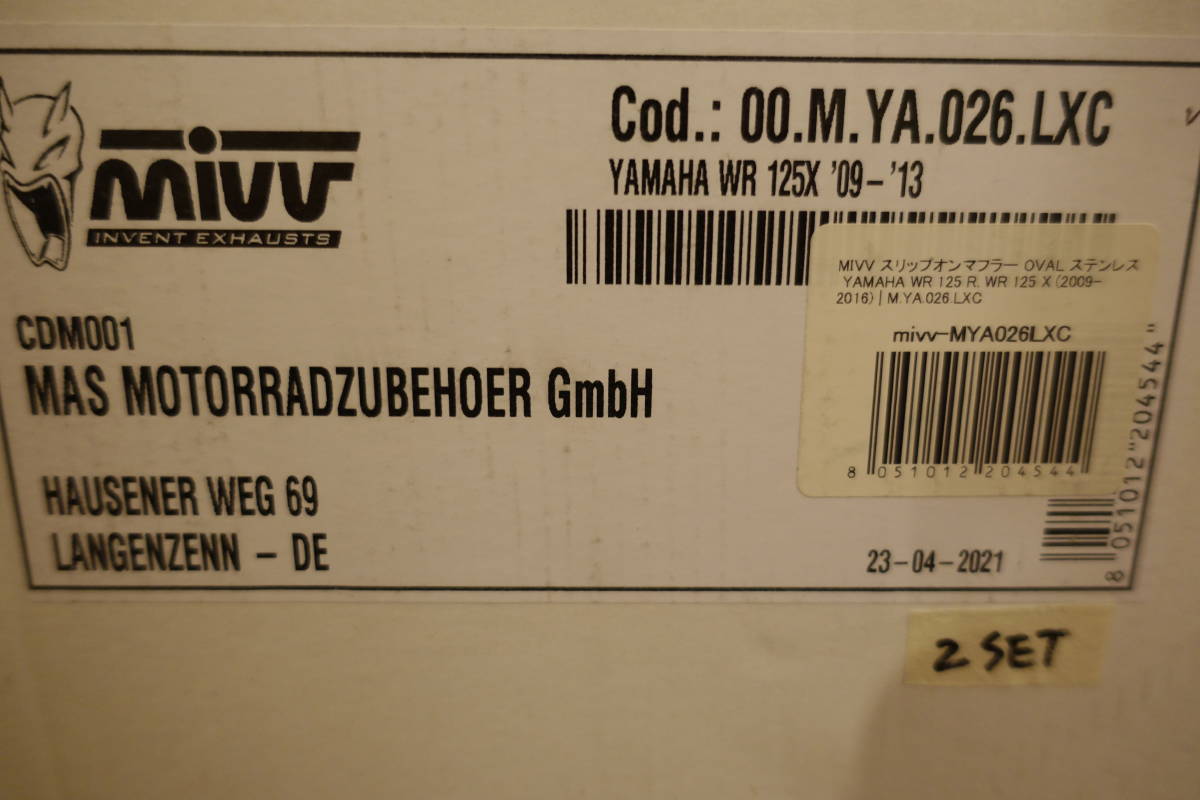 mivv
INVENT EXHAUSTS
Cod.: 00.M.YA.026.LXC
YAMAHA WR 125X '09-'13
MIVV スリップオンマフラー OVAL ステンレス
YAMAHA WR 125 R, WR 125 X (2009-
2016) | M.YA.026.LXC
mivv-MYA026LXC
8 051012 204544
8 051012"204544"
CDM001
MAS MOTORRADZUBEHOER GmbH
HAUSENER WEG 69
LANGENZENN - DE
23-04-2021
2 SET